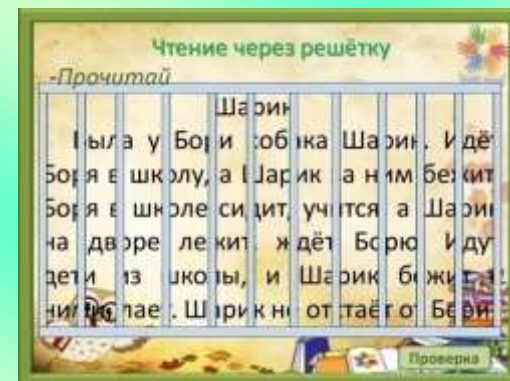 Чтение через решётку
-Прочитай
Шарик
Была у Бори собака Шарик. Идёт
Боря в школу, а Шарик за ним бежит.
Боря в школе сидит, учится, а Шарик
на дворе лежит, ждёт Борю. Идут
дети из школы, и Шарик бежит
лает. Шарик не отстаёт от Бори
Проверка